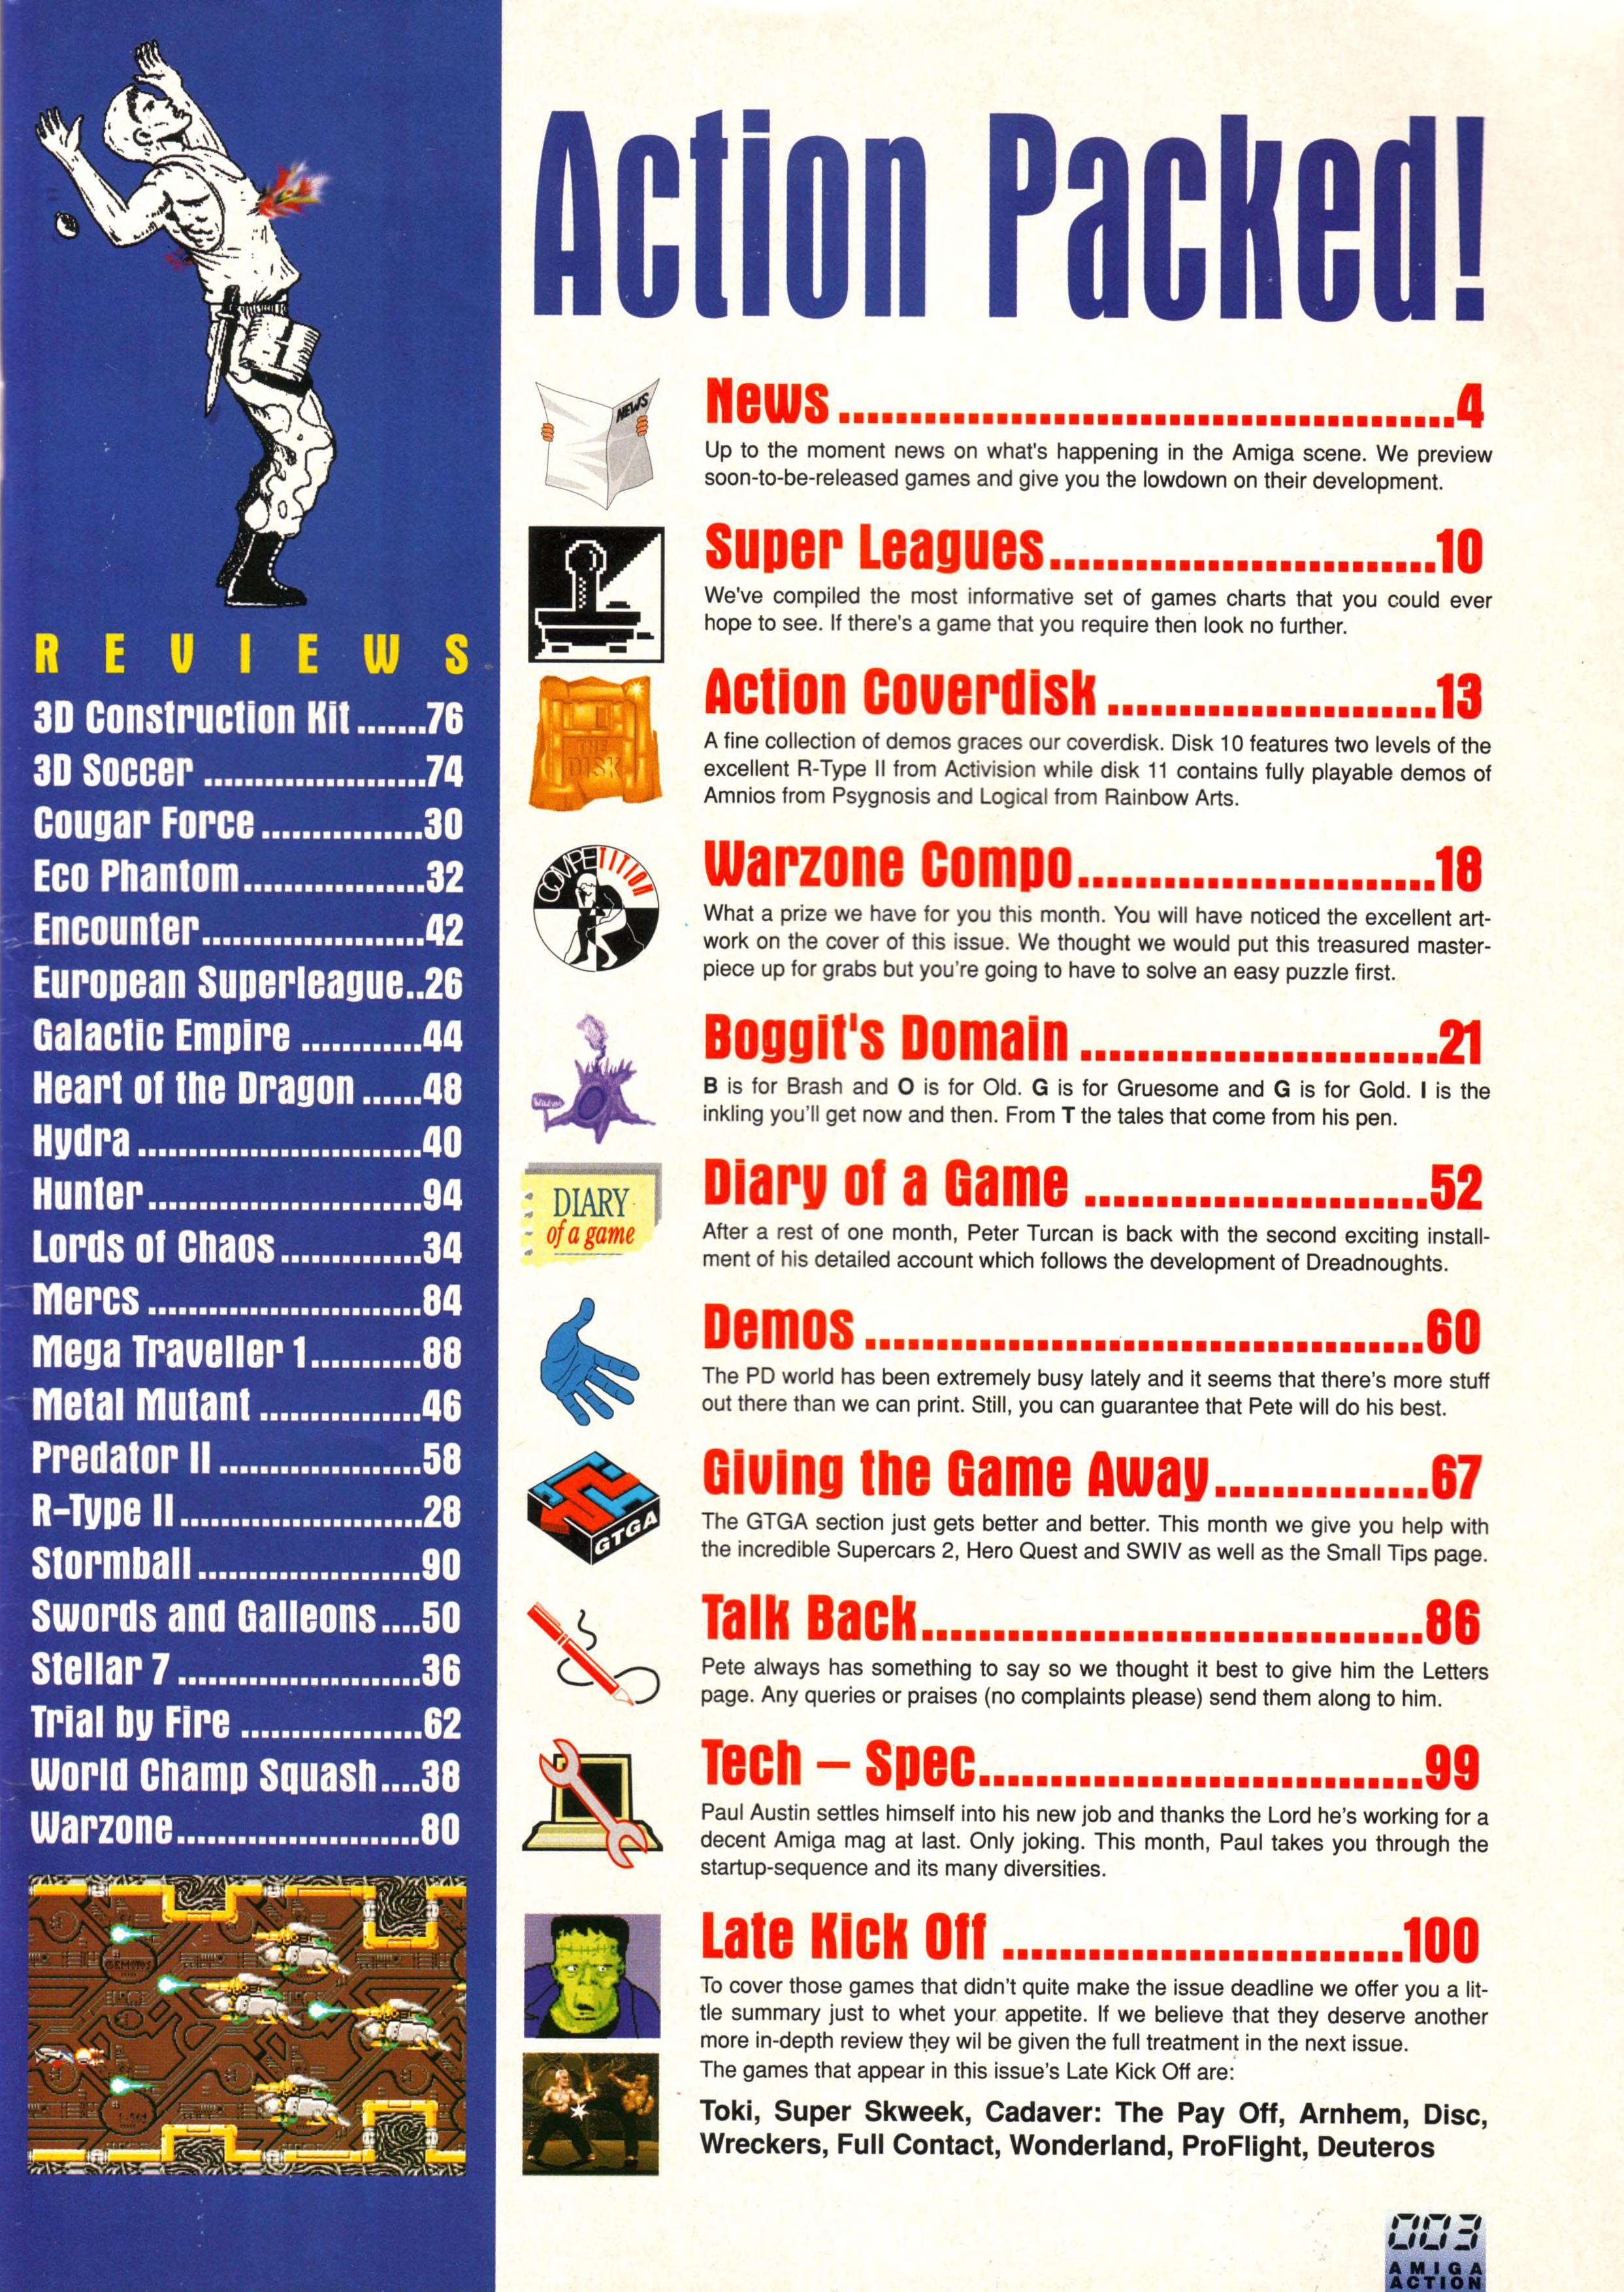 Action Packed!
REVIEWS
3D Construction Kit.......76
3D Soccer ......................74
Cougar Force................30
Eco Phantom..................32
Encounter......................42
European Superleague..26
Galactic Empire ............44
Heart of the Dragon ......48
Hydra ............................40
Hunter...........................94
Lords of Chaos..............34
Mercs ...........................84
Mega Traveller 1...........88
Metal Mutant ................46
Predator II ....................58
R-Type II ........................28
Stormball ......................90
Swords and Galleons....50
Stellar 7 ........................36
Trial by Fire ..................62
World Champ Squash....38
Warzone........................80
NEWS
News ...........................................4
Up to the moment news on what's happening in the Amiga scene. We preview
soon-to-be-released games and give you the lowdown on their development.
Super Leagues...........................10
We've compiled the most informative set of games charts that you could ever
hope to see. If there's a game that you require then look no further.
THE
DISK
Action Coverdisk .......................13
A fine collection of demos graces our coverdisk. Disk 10 features two levels of the
excellent R-Type II from Activision while disk 11 contains fully playable demos of
Amnios from Psygnosis and Logical from Rainbow Arts.
COMPETITION
Warzone Compo.........................18
What a prize we have for you this month. You will have noticed the excellent art-
work on the cover of this issue. We thought we would put this treasured master-
piece up for grabs but you're going to have to solve an easy puzzle first.
Boggit's Domain .........................21
B is for Brash and O is for Old. G is for Gruesome and G is for Gold. I is the
inkling you'll get now and then. From T the tales that come from his pen.
DIARY
of a game
Diary of a Game ........................52
After a rest of one month, Peter Turcan is back with the second exciting install-
ment of his detailed account which follows the development of Dreadnoughts.
Demos .......................................60
The PD world has been extremely busy lately and it seems that there's more stuff
out there than we can print. Still, you can guarantee that Pete will do his best.
GTGA
Giving the Game Away...............67
The GTGA section just gets better and better. This month we give you help with
the incredible Supercars 2, Hero Quest and SWIV as well as the Small Tips page.
Talk Back...................................86
Pete always has something to say so we thought it best to give him the Letters
page. Any queries or praises (no complaints please) send them along to him.
Tech – Spec...............................99
Paul Austin settles himself into his new job and thanks the Lord he's working for a
decent Amiga mag at last. Only joking. This month, Paul takes you through the
startup-sequence and its many diversities.
Late Kick Off ............................100
To cover those games that didn't quite make the issue deadline we offer you a lit-
tle summary just to whet your appetite. If we believe that they deserve another
more in-depth review they wil be given the full treatment in the next issue.
The games that appear in this issue's Late Kick Off are:
Toki, Super Skweek, Cadaver: The Pay Off, Arnhem, Disc,
Wreckers, Full Contact, Wonderland, ProFlight, Deuteros
003
AMIGA
ACTION